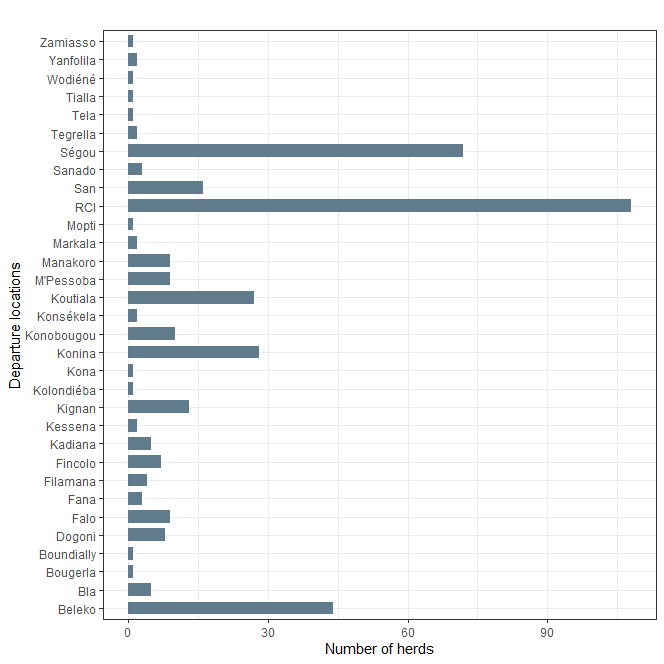 Zamiasso
Yanfolila
Wodiéné
Tialla
Tela
Tegrella
Ségou
Sanado
San
RCI
Mopti
Markala
Manakoro
M'Pessoba
Koutiala
Konsékela
Konobougou
Konina
Kona
Kolondiéba
Kignan
Kessena
Kadiana
Fincolo
Filamana
Fana
Falo
Dogoni
Boundially
Bougerla
Bla
Beleko
Departure locations
0 30 60 90
Number of herds